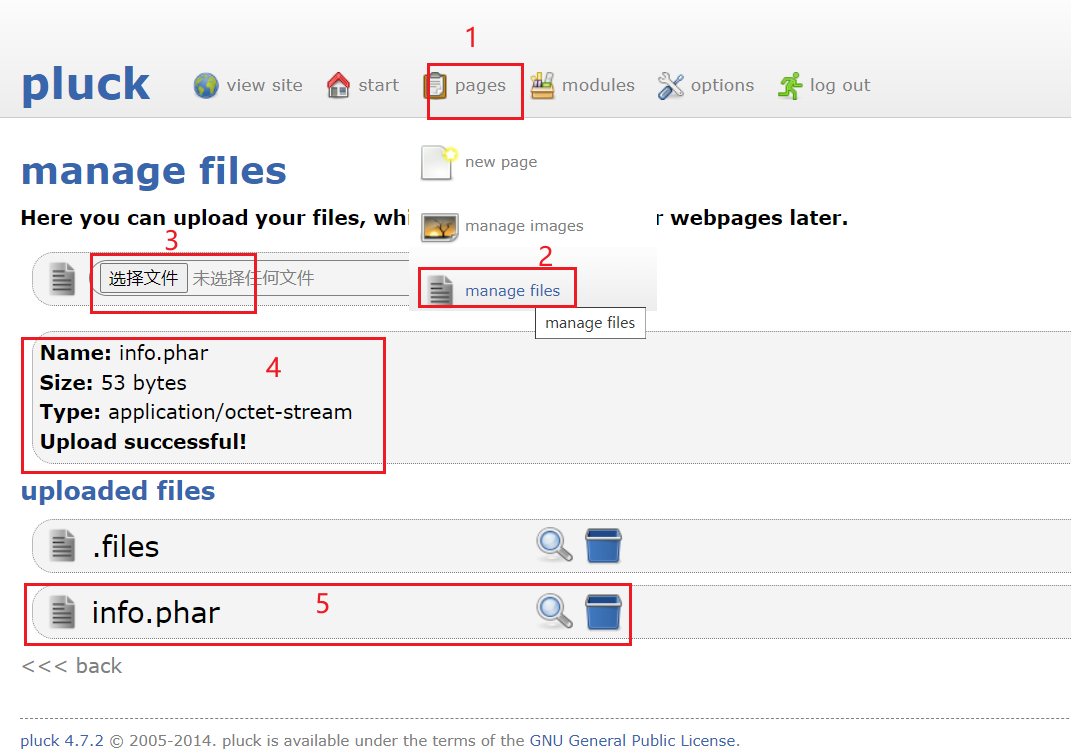 1
pluck view site start pages modules options log out
new page
manage files
Here you can upload your files, whi r webpages later.
manage images
3
2
选择文件 未选择任何文件
manage files
manage files
Name: info.phar
4
Size: 53 bytes
Type: application/octet-stream
Upload successful!
uploaded files
.files
info.phar
5
<<< back
pluck 4.7.2 © 2005-2014. pluck is available under the terms of the GNU General Public License.